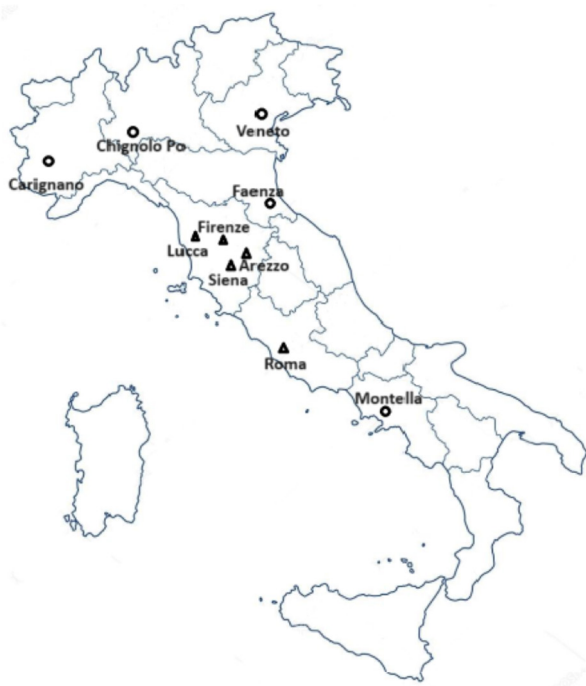 Veneto
Chignolo Po
Carignano
Faenza
Firenze
Lucca
Arezzo
Siena
Roma
Montella